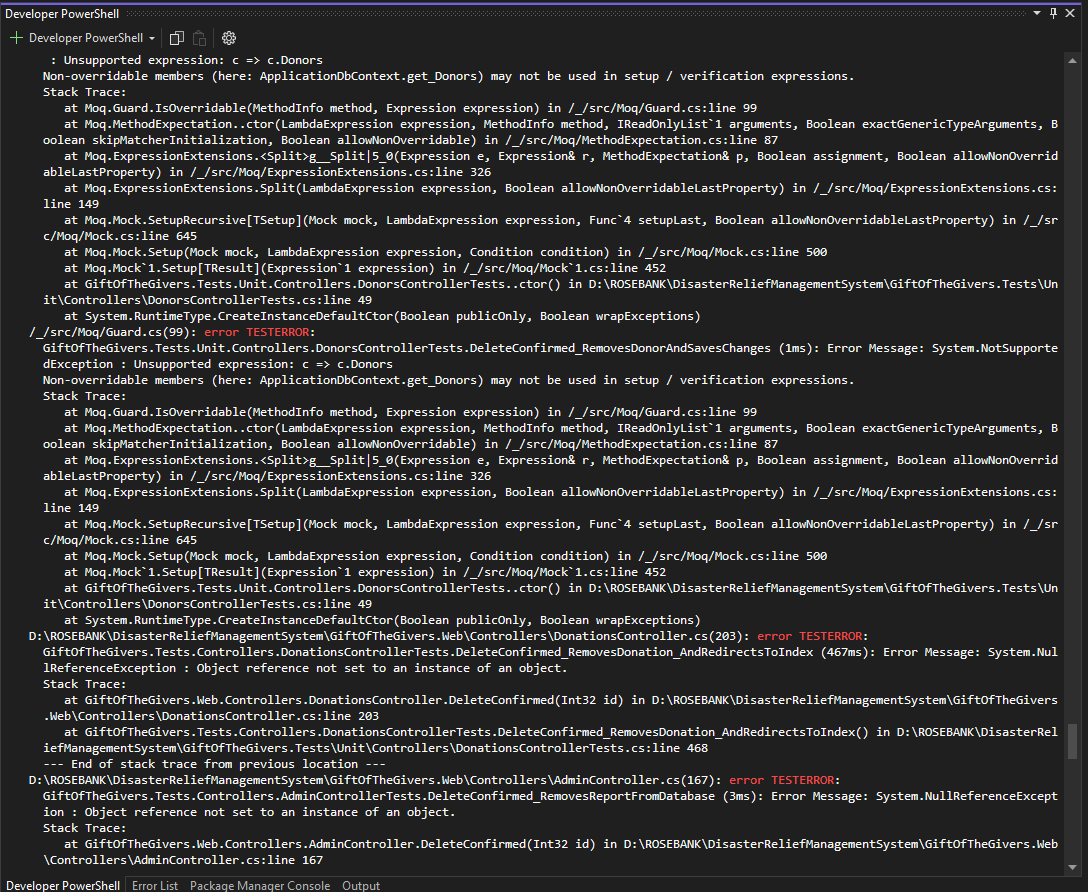 Developer PowerShell
Developer PowerShell
: Unsupported expression: c => c.Donors
Non-overridable members (here: ApplicationDbContext.get_Donors) may not be used in setup / verification expressions.
Stack Trace:
at Moq.Guard.IsOverridable(MethodInfo method, Expression expression) in /_/src/Moq/Guard.cs:line 99
at Moq.MethodExpectation..ctor(LambdaExpression expression, MethodInfo method, IReadOnlyList`1 arguments, Boolean exactGenericTypeArguments, B
oolean skipMatcherInitialization, Boolean allowNonOverridable) in /_/src/Moq/MethodExpectation.cs:line 87
at Moq.ExpressionExtensions.<Split>g__Split|5_0(Expression e, Expression& r, MethodExpectation& p, Boolean assignment, Boolean allowNonOverrid
ableLastProperty) in /_/src/Moq/ExpressionExtensions.cs:line 326
at Moq.ExpressionExtensions.Split(LambdaExpression expression, Boolean allowNonOverridableLastProperty) in /_/src/Moq/ExpressionExtensions.cs:
line 149
at Moq.Mock.SetupRecursive[TSetup](Mock mock, LambdaExpression expression, Func`4 setupLast, Boolean allowNonOverridableLastProperty) in /_/sr
c/Moq/Mock.cs:line 645
at Moq.Mock.Setup(Mock mock, LambdaExpression expression, Condition condition) in /_/src/Moq/Mock.cs:line 500
at Moq.Mock`1.Setup[TResult](Expression`1 expression) in /_/src/Moq/Mock`1.cs:line 452
at GiftOfTheGivers.Tests.Unit.Controllers.DonorsControllerTests..ctor() in D:\ROSEBANK\DisasterReliefManagementSystem\GiftOfTheGivers.Tests\Un
it\Controllers\DonorsControllerTests.cs:line 49
at System.RuntimeType.CreateInstanceDefaultCtor(Boolean publicOnly, Boolean wrapExceptions)
/_/src/Moq/Guard.cs(99): error TESTERROR:
GiftOfTheGivers.Tests.Unit.Controllers.DonorsControllerTests.DeleteConfirmed_RemovesDonorAndSavesChanges (1ms): Error Message: System.NotSupporte
dException : Unsupported expression: c => c.Donors
Non-overridable members (here: ApplicationDbContext.get_Donors) may not be used in setup / verification expressions.
Stack Trace:
at Moq.Guard.IsOverridable(MethodInfo method, Expression expression) in /_/src/Moq/Guard.cs:line 99
at Moq.MethodExpectation..ctor(LambdaExpression expression, MethodInfo method, IReadOnlyList`1 arguments, Boolean exactGenericTypeArguments, B
oolean skipMatcherInitialization, Boolean allowNonOverridable) in /_/src/Moq/MethodExpectation.cs:line 87
at Moq.ExpressionExtensions.<Split>g__Split|5_0(Expression e, Expression& r, MethodExpectation& p, Boolean assignment, Boolean allowNonOverrid
ableLastProperty) in /_/src/Moq/ExpressionExtensions.cs:line 326
at Moq.ExpressionExtensions.Split(LambdaExpression expression, Boolean allowNonOverridableLastProperty) in /_/src/Moq/ExpressionExtensions.cs:
line 149
at Moq.Mock.SetupRecursive[TSetup](Mock mock, LambdaExpression expression, Func`4 setupLast, Boolean allowNonOverridableLastProperty) in /_/sr
c/Moq/Mock.cs:line 645
at Moq.Mock.Setup(Mock mock, LambdaExpression expression, Condition condition) in /_/src/Moq/Mock.cs:line 500
at Moq.Mock`1.Setup[TResult](Expression`1 expression) in /_/src/Moq/Mock`1.cs:line 452
at GiftOfTheGivers.Tests.Unit.Controllers.DonorsControllerTests..ctor() in D:\ROSEBANK\DisasterReliefManagementSystem\GiftOfTheGivers.Tests\Un
it\Controllers\DonorsControllerTests.cs:line 49
at System.RuntimeType.CreateInstanceDefaultCtor(Boolean publicOnly, Boolean wrapExceptions)
D:\ROSEBANK\DisasterReliefManagementSystem\GiftOfTheGivers.Web\Controllers\DonationsController.cs(203): error TESTERROR:
GiftOfTheGivers.Tests.Controllers.DonationsControllerTests.DeleteConfirmed_RemovesDonation_AndRedirectsToIndex (467ms): Error Message: System.Nul
lReferenceException : Object reference not set to an instance of an object.
Stack Trace:
at GiftOfTheGivers.Web.Controllers.DonationsController.DeleteConfirmed(Int32 id) in D:\ROSEBANK\DisasterReliefManagementSystem\GiftOfTheGivers
.Web\Controllers\DonationsController.cs:line 203
at GiftOfTheGivers.Tests.Controllers.DonationsControllerTests.DeleteConfirmed_RemovesDonation_AndRedirectsToIndex() in D:\ROSEBANK\DisasterRel
iefManagementSystem\GiftOfTheGivers.Tests\Unit\Controllers\DonationsControllerTests.cs:line 468
--- End of stack trace from previous location ---
D:\ROSEBANK\DisasterReliefManagementSystem\GiftOfTheGivers.Web\Controllers\AdminController.cs(167): error TESTERROR:
GiftOfTheGivers.Tests.Controllers.AdminControllerTests.DeleteConfirmed_RemovesReportFromDatabase (3ms): Error Message: System.NullReferenceExcept
ion : Object reference not set to an instance of an object.
Stack Trace:
at GiftOfTheGivers.Web.Controllers.AdminController.DeleteConfirmed(Int32 id) in D:\ROSEBANK\DisasterReliefManagementSystem\GiftOfTheGivers.Web
\Controllers\AdminController.cs:line 167
Developer PowerShell Error List Package Manager Console Output